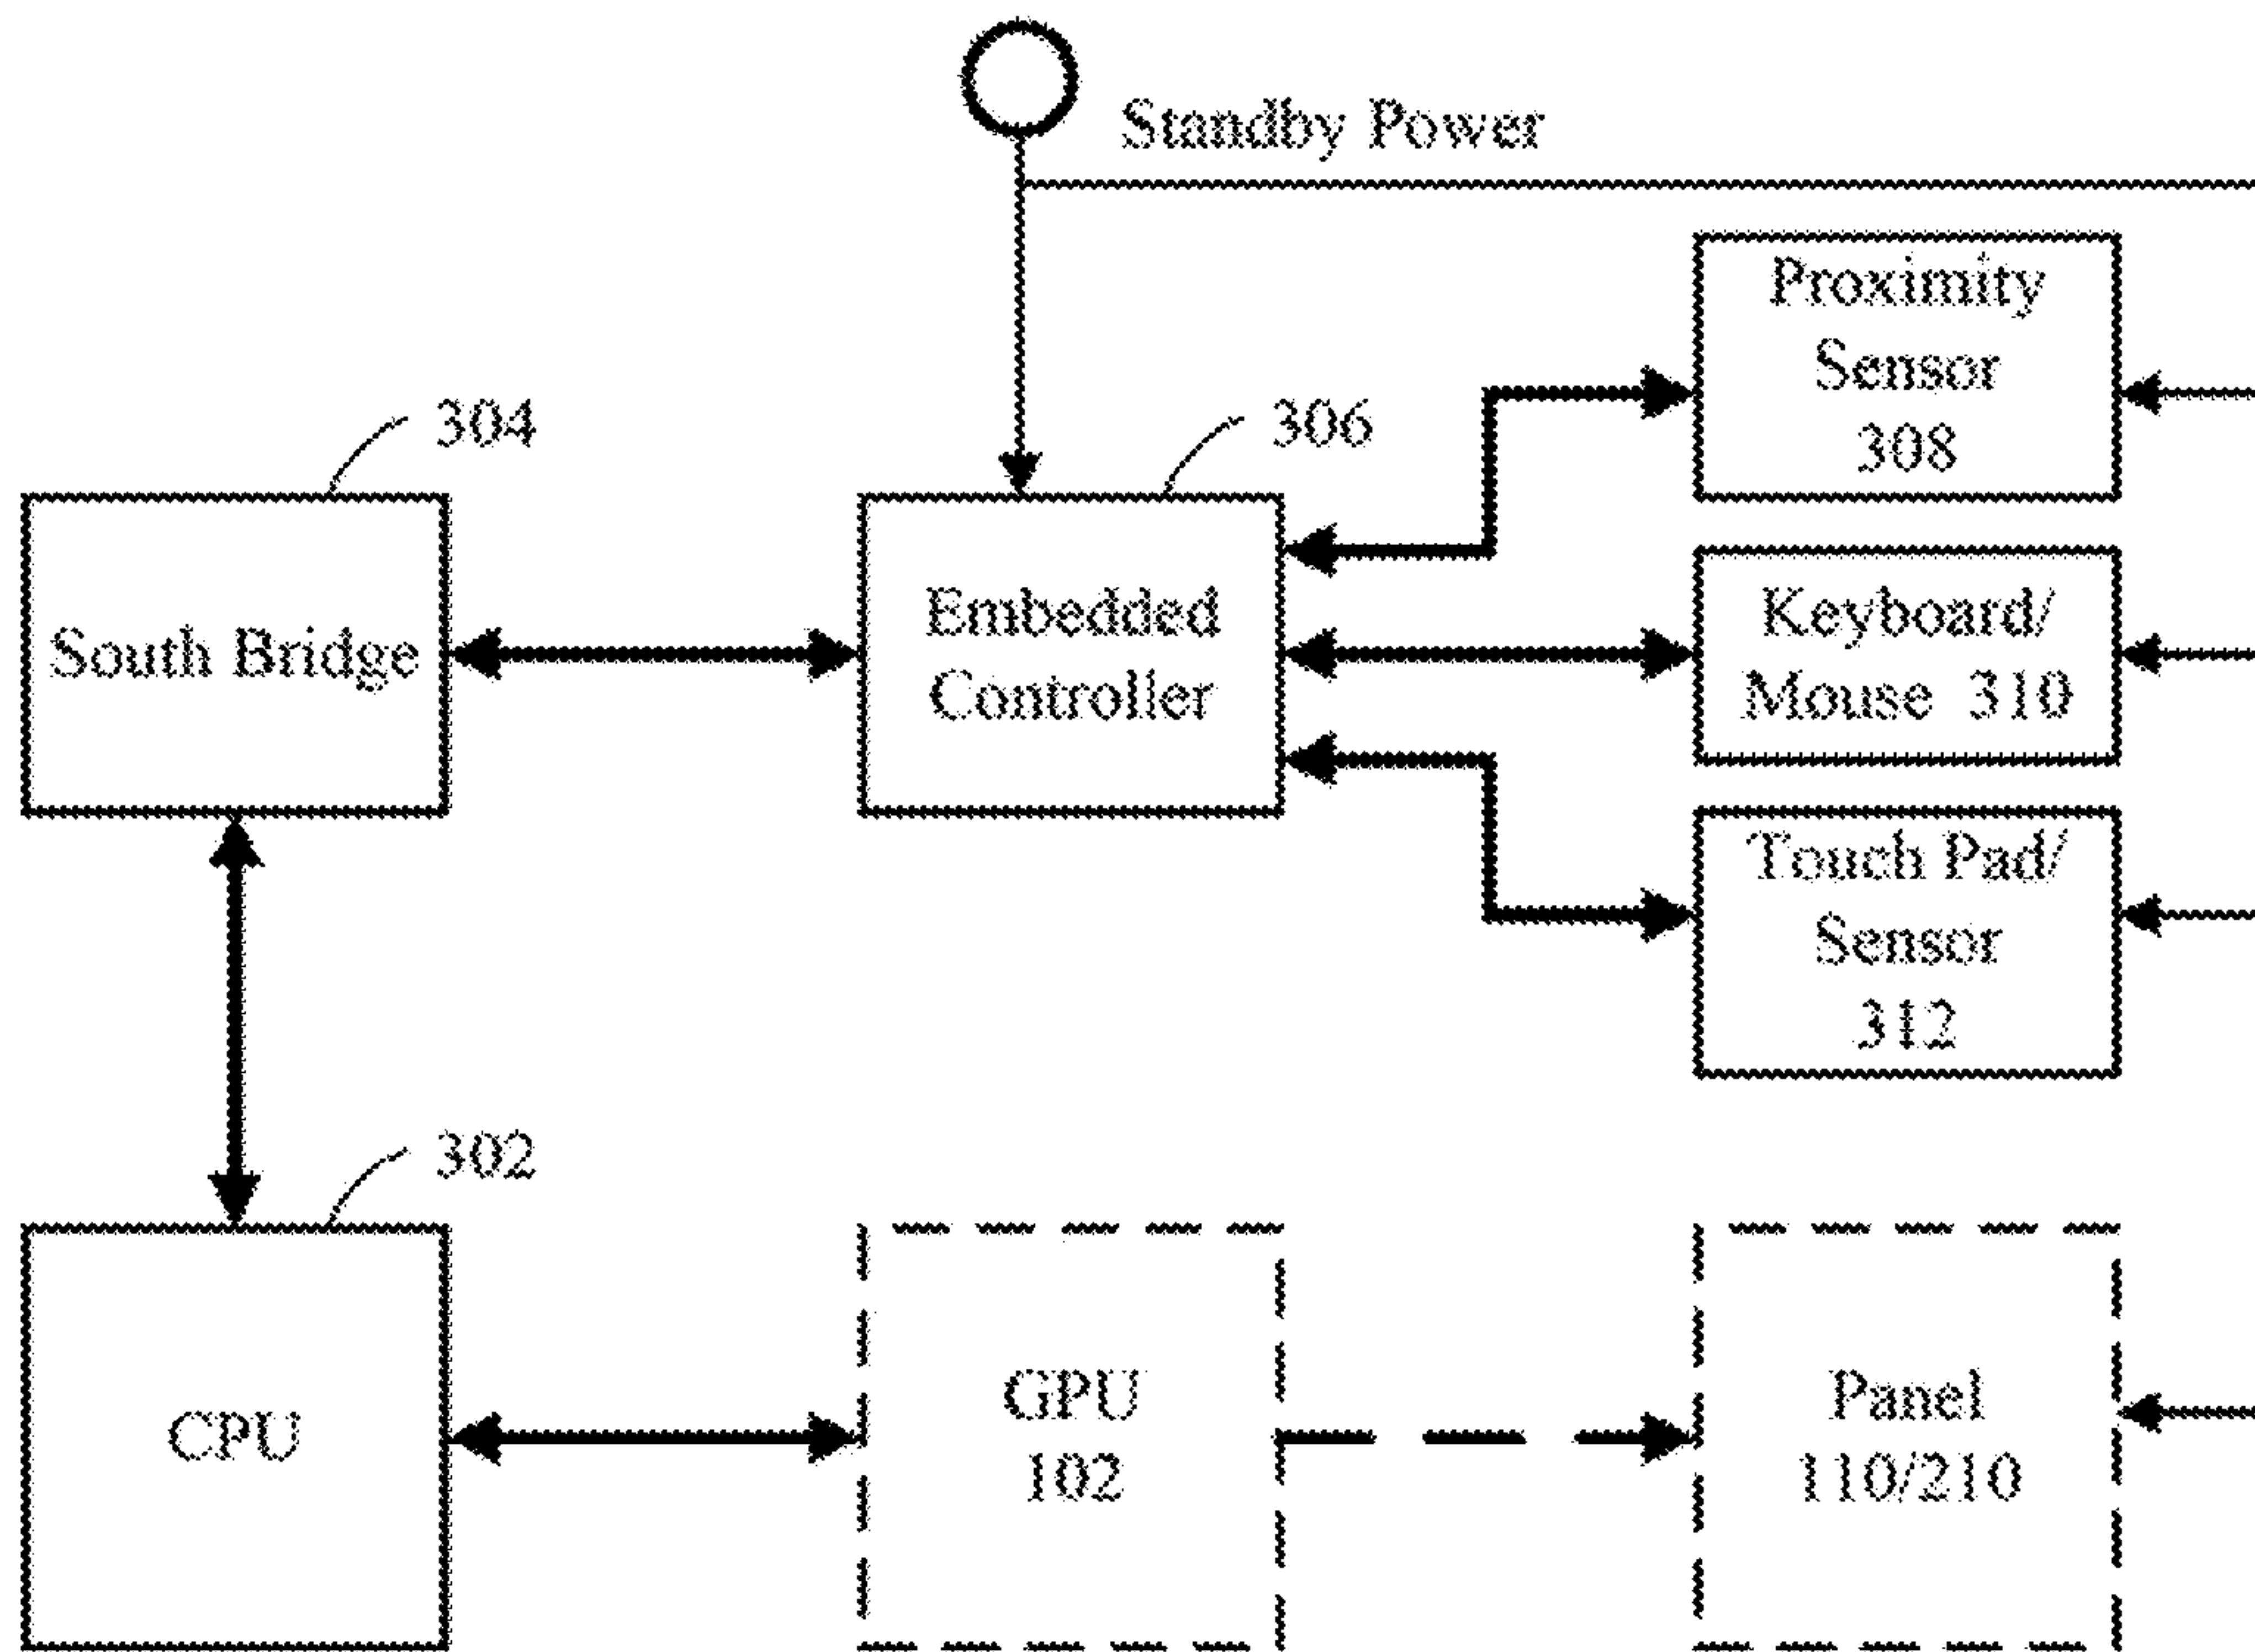 Standby Power
Proximity
Sensor
308
304
306
South Bridge
Embedded
Controller
Keyboard/
Mouse 310
Touch Pad/
Sensor
312
302
CPU
GPU
102
Panel
110/210